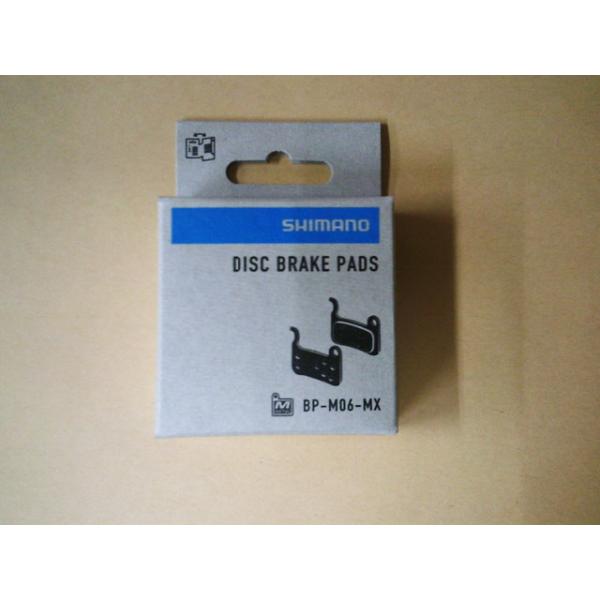 SHIMANO
DISC BRAKE PADS
M
BP-M06-MX